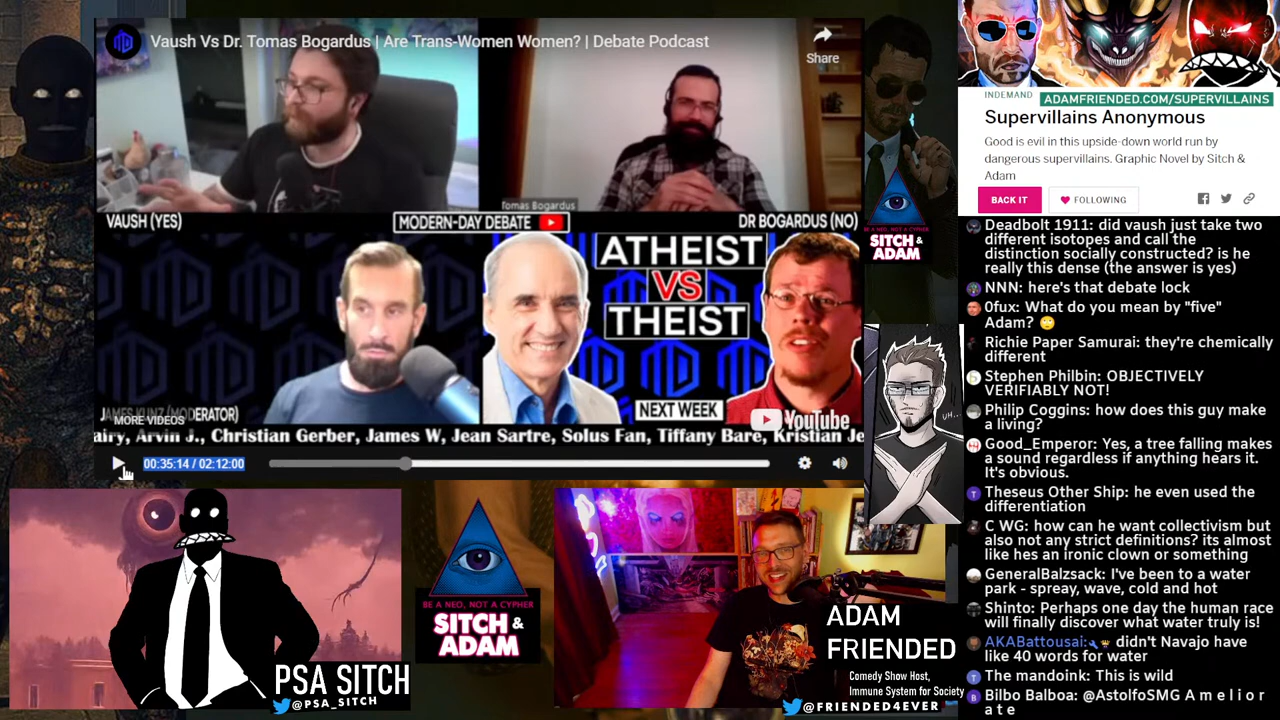 Vaush Vs Dr. Tomas Bogardus | Are Trans-Women Women? | Debate Podcast
Share
Tomas Bogardus
VAUSH (YES)
MODERN-DAY DEBATE
DR BOGARDUS (NO)
ATHEIST
VS
THEIST
NEXT WEEK
JAMES KUNZ (MODERATOR)
MORE VIDEOS
YouTube
airy, Arvin J., Christian Gerber, James W, Jean Sartre, Solus Fan, Tiffany Bare, Kristian Je
00:35:14 / 02:12:00
BE A NEO, NOT A CYPHER
SITCH &
ADAM
UM...
PSA SITCH
@PSA_SITCH
BE A NEO, NOT A CYPHER
SITCH &
ADAM
ADAM
FRIENDED
Comedy Show Host,
Immune System for Society
@FRIENDED4EVER
INDEMAND
ADAMFRIENDED.COM/SUPERVILLAINS
Supervillains Anonymous
Good is evil in this upside-down world run by
dangerous supervillains. Graphic Novel by Sitch &
Adam
BACK IT
FOLLOWING
Deadbolt 1911: did vaush just take two
different isotopes and call the
distinction socially constructed? is he
really this dense (the answer is yes)
NNN: here's that debate lock
0fux: What do you mean by "five"
Adam? 🙄
Richie Paper Samurai: they're chemically
different
Stephen Philbin: OBJECTIVELY
VERIFIABLY NOT!
Philip Coggins: how does this guy make
a living?
Good_Emperor: Yes, a tree falling makes
a sound regardless if anything hears it.
It's obvious.
Theseus Other Ship: he even used the
differentiation
C WG: how can he want collectivism but
also not any strict definitions? its almost
like hes an ironic clown or something
GeneralBalzsack: I've been to a water
park - spreay, wave, cold and hot
Shinto: Perhaps one day the human race
will finally discover what water truly is!
AKABattousai: didn't Navajo have
like 40 words for water
The mandoink: This is wild
Bilbo Balboa: @AstolfoSMG A m e l i o r
a t e